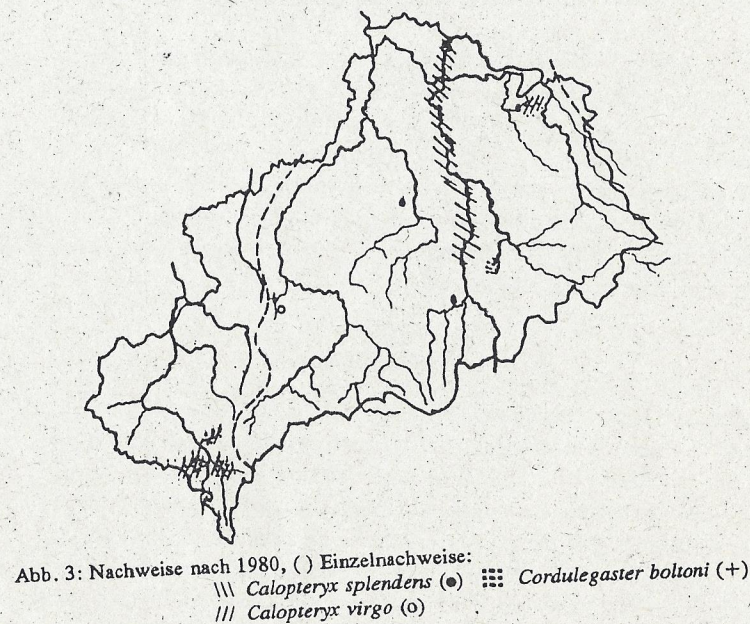 Abb. 3: Nachweise nach 1980, ( ) Einzelnachweise:
\\\ Calopteryx splendens (●) Cordulegaster boltoni (+)
/// Calopteryx virgo (o)